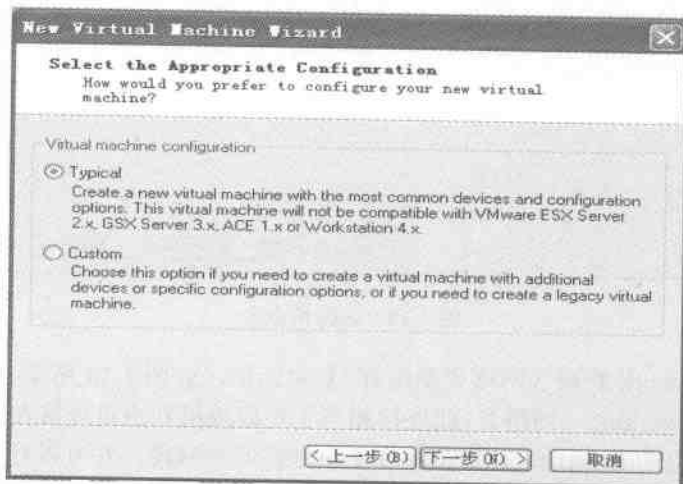 New Virtual Machine Wizard
Select the Appropriate Configuration
How would you prefer to configure your new virtual
machine?
Virtual machine configuration
Typical
Create a new virtual machine with the most common devices and configuration
options. This virtual machine will not be compatible with VMware ESX Server
2.x, GSX Server 3.x, ACE 1.x or Workstation 4.x.
Custom
Choose this option if you need to create a virtual machine with additional
devices or specific configuration options, or if you need to create a legacy virtual
machine.
< 上一步(B) 下一步(N) > 取消